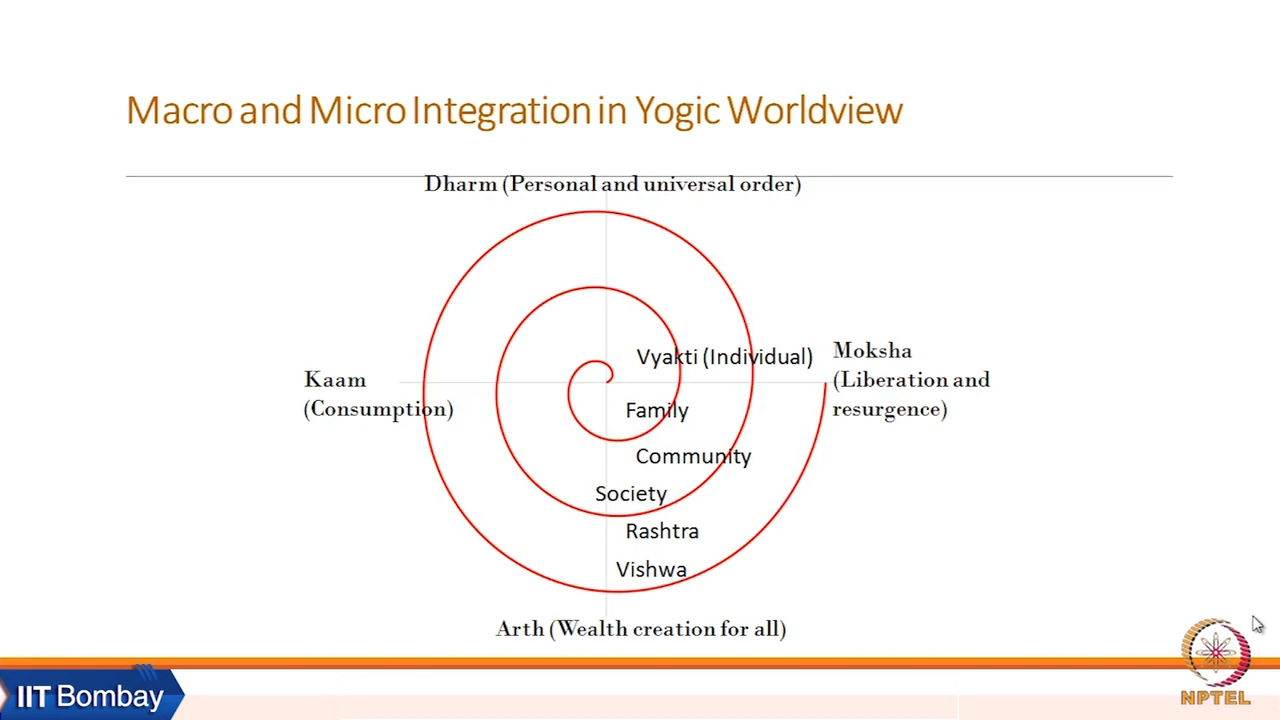 Macro and Micro Integration in Yogic Worldview
Dharm (Personal and universal order)
Vyakti (Individual)
Moksha
(Liberation and
resurgence)
Kaam
(Consumption)
Family
Community
Society
Rashtra
Vishwa
Arth (Wealth creation for all)
IIT Bombay
NPTEL